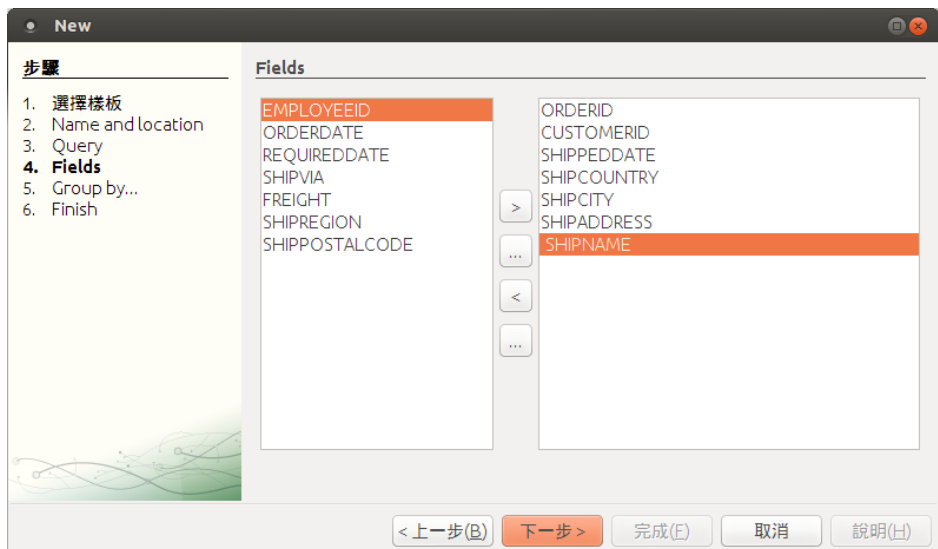 New
步驟
1. 選擇樣板
2. Name and location
3. Query
4. Fields
5. Group by...
6. Finish
Fields
EMPLOYEEID
ORDERDATE
REQUIREDDATE
SHIPVIA
FREIGHT
SHIPREGION
SHIPPOSTALCODE
>
...
<
...
ORDERID
CUSTOMERID
SHIPPEDDATE
SHIPCOUNTRY
SHIPCITY
SHIPADDRESS
SHIPNAME
< 上一步(B) 下一步 > 完成(F) 取消 說明(H)